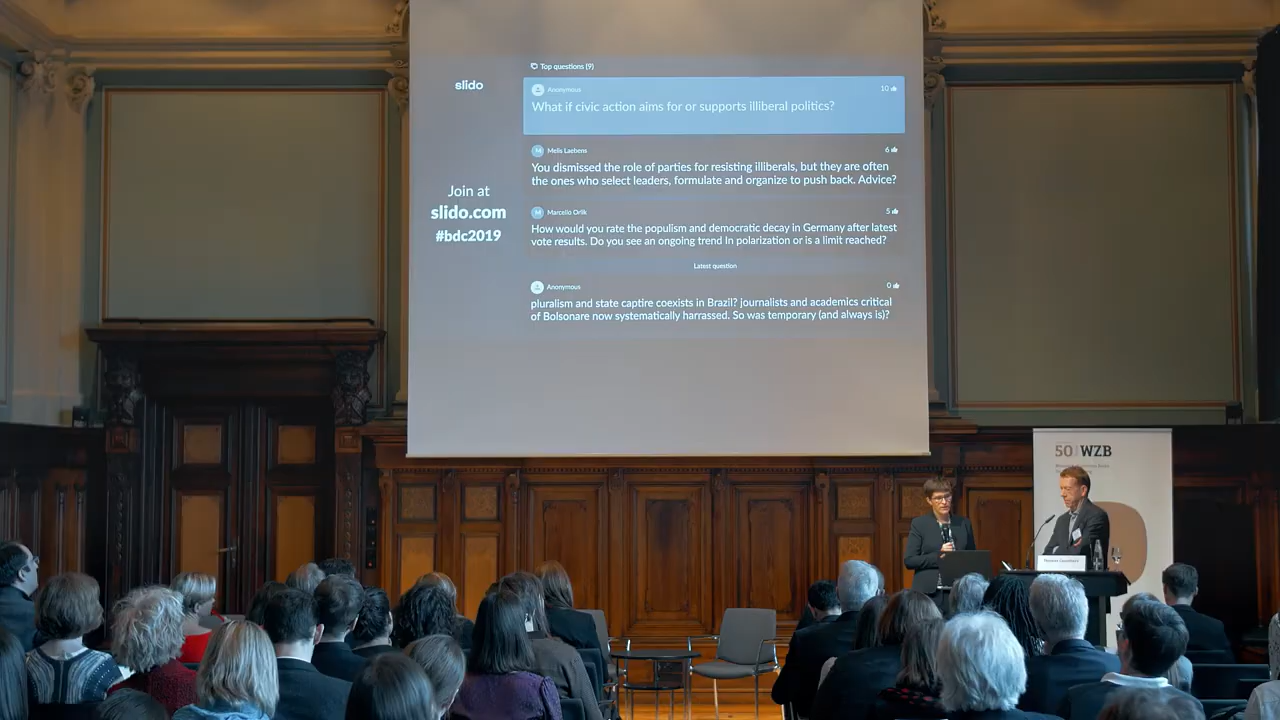 Top questions (9)
slido
Anonymous
10
What if civic action aims for or supports illiberal politics?
Melis Laebens
6
You dismissed the role of parties for resisting illiberals, but they are often
the ones who select leaders, formulate and organize to push back. Advice?
Join at
slido.com
#bdc2019
M
Marcello Orlik
5
How would you rate the populism and democratic decay in Germany after latest
vote results. Do you see an ongoing trend in polarization or is a limit reached?
Latest question
Anonymous
0
pluralism and state captire coexists in Brazil? journalists and academics critical
of Bolsonare now systematically harrassed. So was temporary (and always is)?
50 WZB